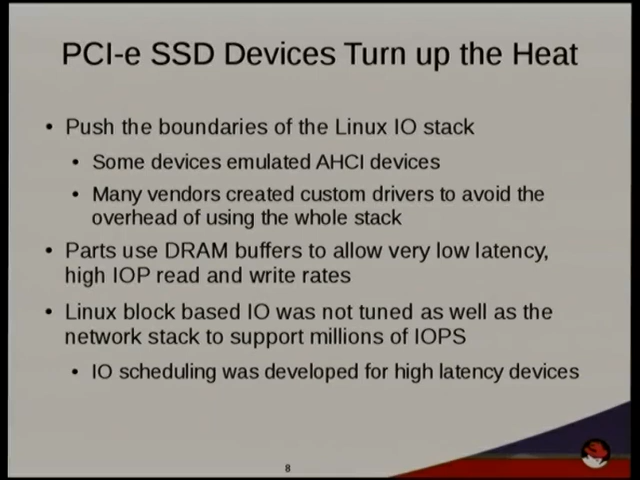 PCI-e SSD Devices Turn up the Heat
• Push the boundaries of the Linux IO stack
• Some devices emulated AHCI devices
• Many vendors created custom drivers to avoid the
overhead of using the whole stack
• Parts use DRAM buffers to allow very low latency,
high IOP read and write rates
• Linux block based IO was not tuned as well as the
network stack to support millions of IOPS
• IO scheduling was developed for high latency devices
8